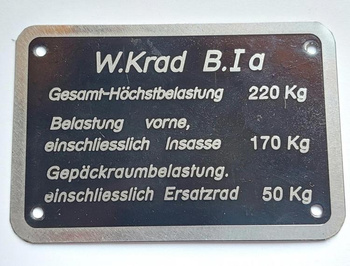 W.Krad B.I a
Gesamt-Höchstbelastung 220 Kg
Belastung vorne,
einschliesslich Insasse 170 Kg
Gepäckraumbelastung.
einschliesslich Ersatzrad 50 Kg